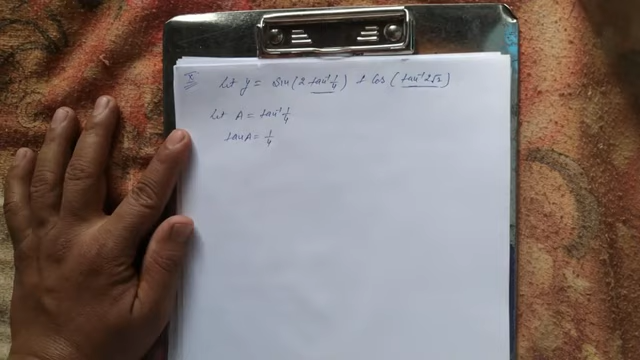 Let y = sin(2 tan⁻¹ 1/4) + cos(tan⁻¹ 2√2)
Let A = tan⁻¹ 1/4
tan A = 1/4